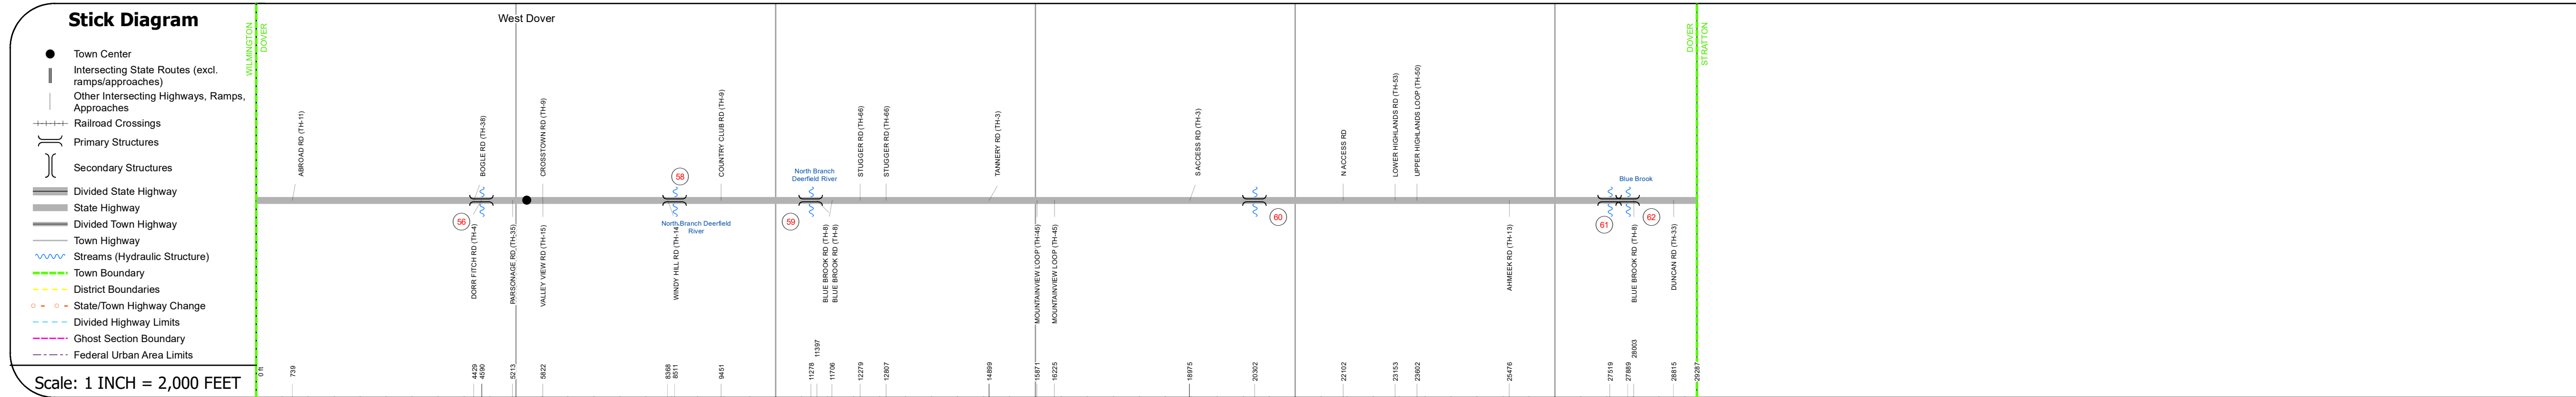 Stick Diagram
Town Center
Intersecting State Routes (excl.
ramps/approaches)
Other Intersecting Highways, Ramps,
Approaches
Railroad Crossings
Primary Structures
Secondary Structures
Divided State Highway
State Highway
Divided Town Highway
Town Highway
Streams (Hydraulic Structure)
Town Boundary
District Boundaries
State/Town Highway Change
Divided Highway Limits
Ghost Section Boundary
Federal Urban Area Limits
Scale: 1 INCH = 2,000 FEET
WILMINGTON
DOVER
West Dover
DOVER
STRATTON
ABROAD RD (TH-11)
BOGLE RD (TH-38)
CROSSTOWN RD (TH-9)
COUNTRY CLUB RD (TH-9)
STUGGER RD (TH-66)
STUGGER RD (TH-66)
TANNERY RD (TH-3)
S ACCESS RD (TH-3)
N ACCESS RD
LOWER HIGHLANDS RD (TH-53)
UPPER HIGHLANDS LOOP (TH-50)
58
North Branch
Deerfield River
Blue Brook
56
59
60
61
62
DORR FITCH RD (TH-4)
PARSONAGE RD (TH-35)
VALLEY VIEW RD (TH-15)
WINDY HILL RD (TH-14
North Branch Deerfield
River
BLUE BROOK RD (TH-8)
BLUE BROOK RD (TH-8)
MOUNTAINVIEW LOOP (TH-45)
MOUNTAINVIEW LOOP (TH-45)
AHMEEK RD (TH-13)
BLUE BROOK RD (TH-8)
DUNCAN RD (TH-33)
0 ft
739
4429
4590
5213
5822
8368
8511
9451
11278
11397
11706
12279
12807
14899
15871
16225
18975
20302
22102
23153
23602
25476
27519
27889
28003
28815
29287